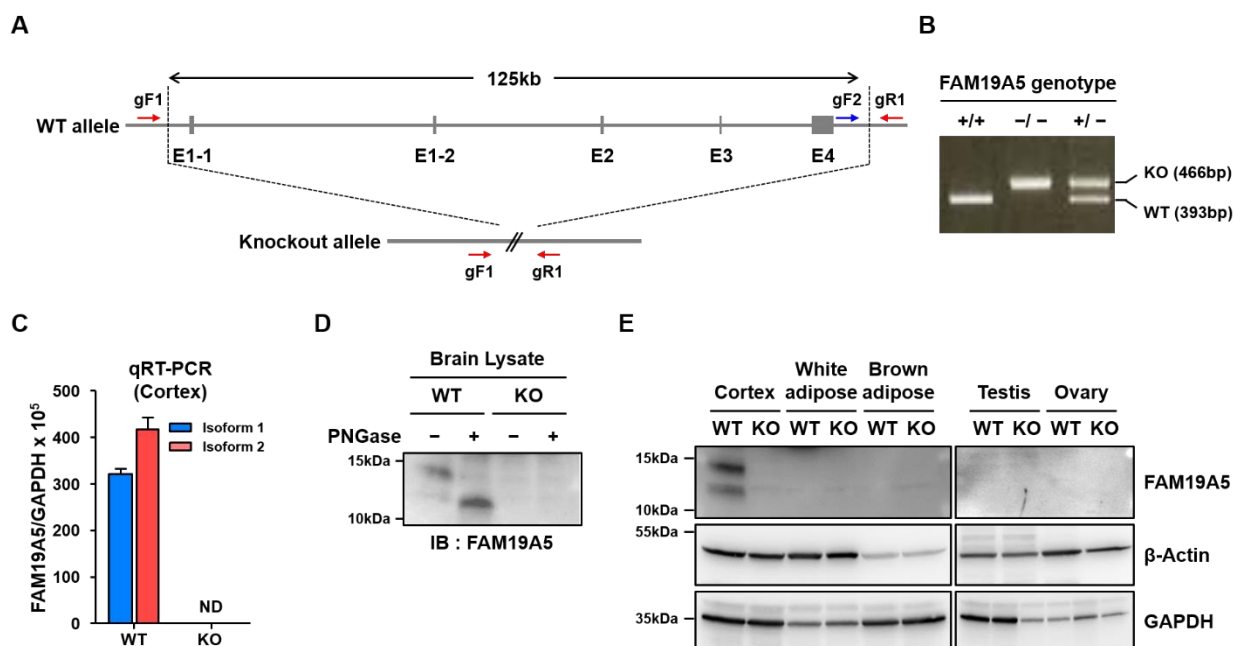 A
125kb
gF1
gF2
gR1
WT allele
E1-1
E1-2
E2
E3
E4
Knockout allele
gF1
gR1
B
FAM19A5 genotype
+/+
−/−
+/−
KO (466bp)
WT (393bp)
C
qRT-PCR
(Cortex)
FAM19A5/GAPDH x 10⁵
500
400
300
200
100
0
Isoform 1
Isoform 2
ND
WT
KO
D
Brain Lysate
WT
KO
PNGase − + − +
15kDa
10kDa
IB : FAM19A5
E
Cortex
White adipose
Brown adipose
Testis
Ovary
WT KO WT KO WT KO WT KO WT KO
15kDa
10kDa
FAM19A5
55kDa
β-Actin
35kDa
GAPDH